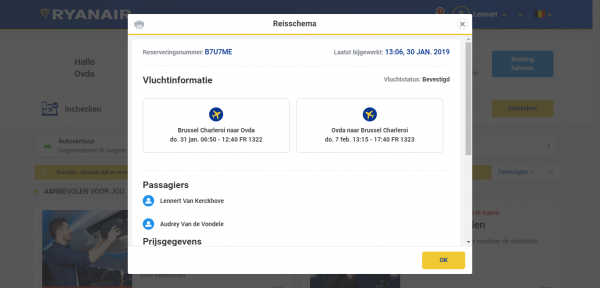 RYANAIR
Lennert
Reisschema
Reserveringsnummer: B7U7ME
Laatst bijgewerkt: 13:06, 30 JAN. 2019
Hallo
Ovda
Booking
beheren
Vluchtinformatie
Vluchtstatus: Bevestigd
Inchecken
Inchecken
Brussel Charleroi naar Ovda
do. 31 jan. 06:50 - 12:40 FR 1322
Ovda naar Brussel Charleroi
do. 7 feb. 13:15 - 17:40 FR 1323
Autoverhuur
Toevoegen
AANBEVOLEN VOOR JOU
Passagiers
Lennert Van Kerckhove
Audrey Van de Vondele
Prijsgegevens
te kopen
OK